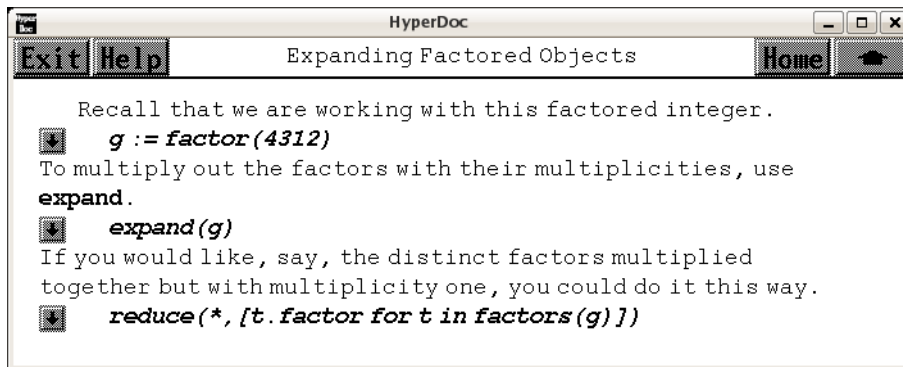 Hyper Doc
HyperDoc
Exit Help Expanding Factored Objects Home
Recall that we are working with this factored integer.
g := factor(4312)
To multiply out the factors with their multiplicities, use
expand.
expand(g)
If you would like, say, the distinct factors multiplied
together but with multiplicity one, you could do it this way.
reduce(*,[t.factor for t in factors(g)])